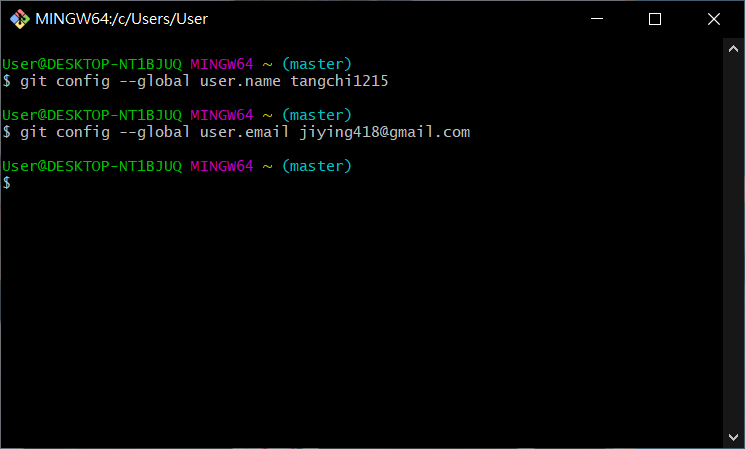 MINGW64:/c/Users/User
User@DESKTOP-NT1BJUQ MINGW64 ~ (master)
$ git config --global user.name tangchi1215
User@DESKTOP-NT1BJUQ MINGW64 ~ (master)
$ git config --global user.email jiying418@gmail.com
User@DESKTOP-NT1BJUQ MINGW64 ~ (master)
$